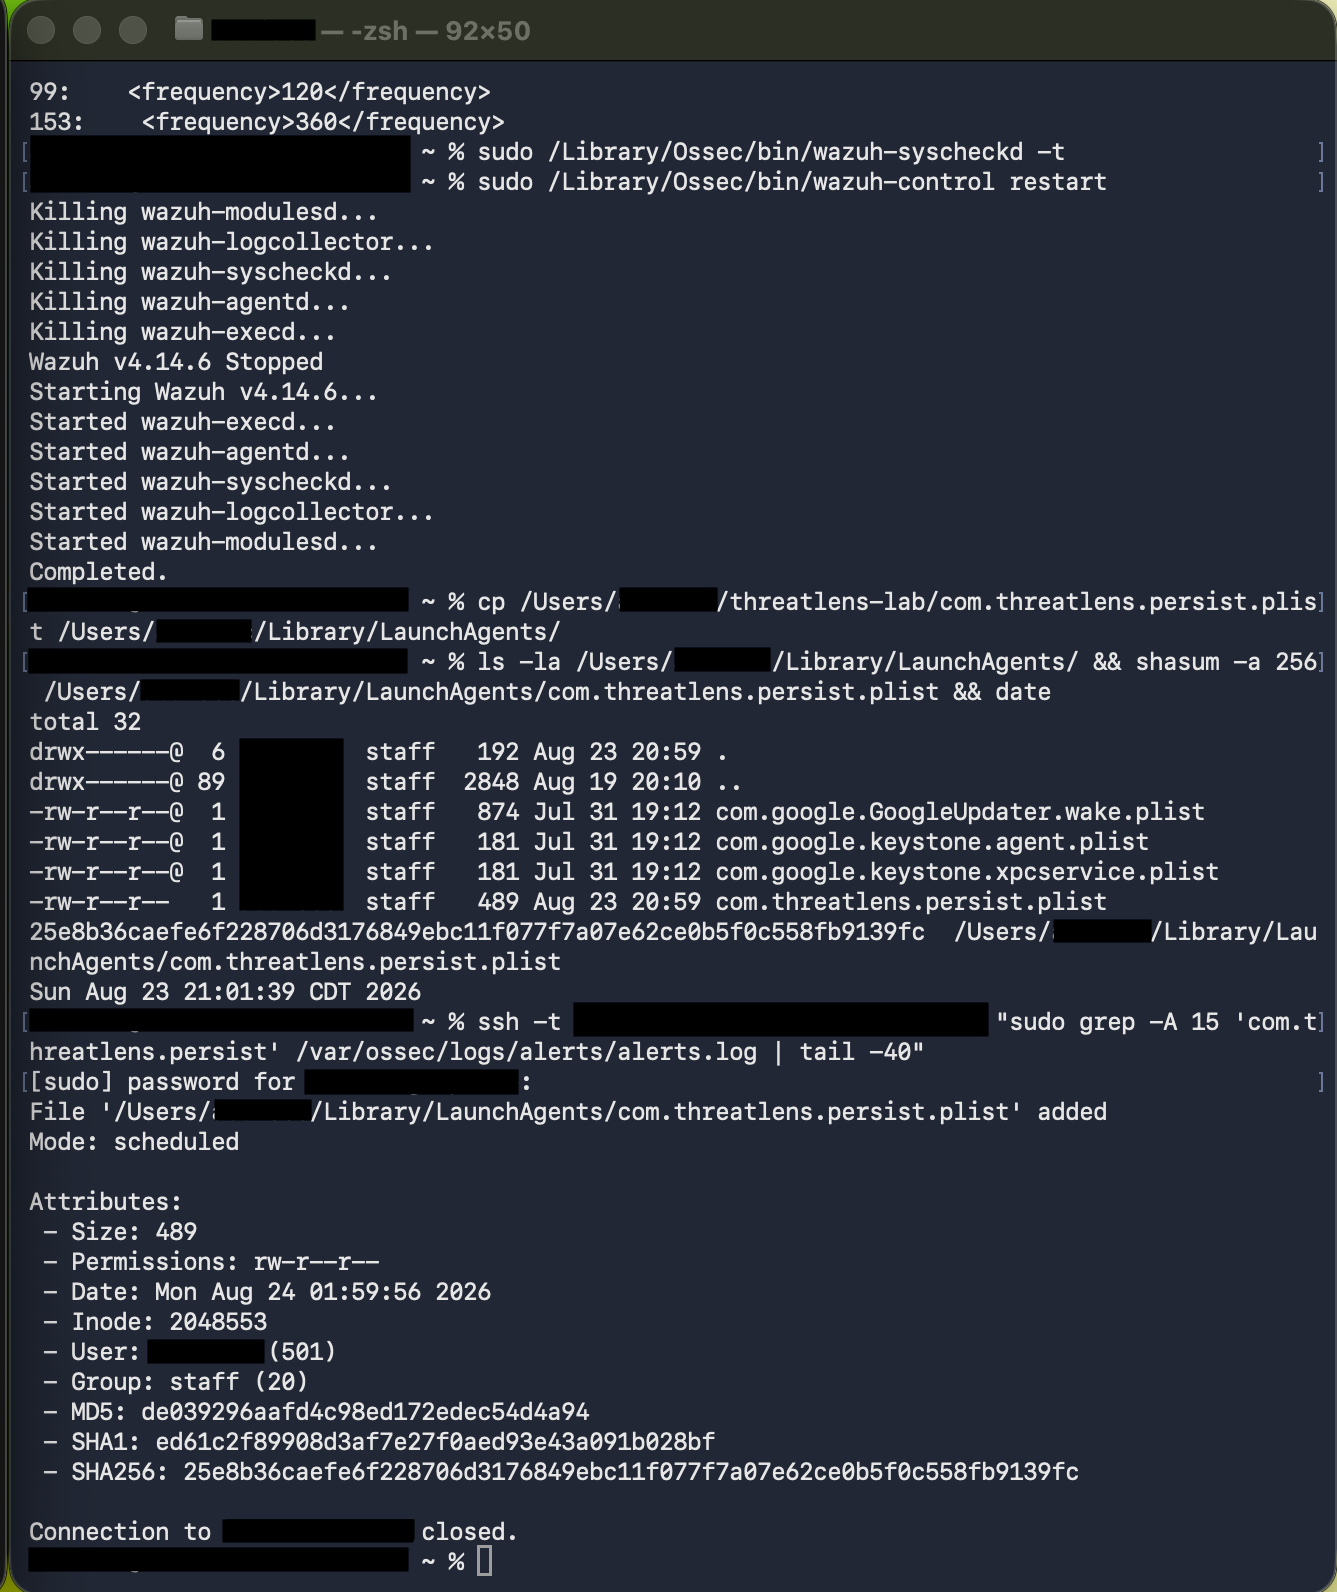 — -zsh — 92×50
99:    <frequency>120</frequency>
153:    <frequency>360</frequency>
[ ~ % sudo /Library/Ossec/bin/wazuh-syscheckd -t ]
[ ~ % sudo /Library/Ossec/bin/wazuh-control restart ]
Killing wazuh-modulesd...
Killing wazuh-logcollector...
Killing wazuh-syscheckd...
Killing wazuh-agentd...
Killing wazuh-execd...
Wazuh v4.14.6 Stopped
Starting Wazuh v4.14.6...
Started wazuh-execd...
Started wazuh-agentd...
Started wazuh-syscheckd...
Started wazuh-logcollector...
Started wazuh-modulesd...
Completed.
[ ~ % cp /Users/ /threatlens-lab/com.threatlens.persist.plis]
t /Users/ /Library/LaunchAgents/
[ ~ % ls -la /Users/ /Library/LaunchAgents/ && shasum -a 256]
 /Users/ /Library/LaunchAgents/com.threatlens.persist.plist && date
total 32
drwx------@  6  staff   192 Aug 23 20:59 .
drwx------@ 89  staff  2848 Aug 19 20:10 ..
-rw-r--r--@  1  staff   874 Jul 31 19:12 com.google.GoogleUpdater.wake.plist
-rw-r--r--@  1  staff   181 Jul 31 19:12 com.google.keystone.agent.plist
-rw-r--r--@  1  staff   181 Jul 31 19:12 com.google.keystone.xpcservice.plist
-rw-r--r--   1  staff   489 Aug 23 20:59 com.threatlens.persist.plist
25e8b36caefe6f228706d3176849ebc11f077f7a07e62ce0b5f0c558fb9139fc  /Users/ /Library/Lau
nchAgents/com.threatlens.persist.plist
Sun Aug 23 21:01:39 CDT 2026
[ ~ % ssh -t "sudo grep -A 15 'com.t]
hreatlens.persist' /var/ossec/logs/alerts/alerts.log | tail -40"
[[sudo] password for : ]
File '/Users/ /Library/LaunchAgents/com.threatlens.persist.plist' added
Mode: scheduled
Attributes:
 - Size: 489
 - Permissions: rw-r--r--
 - Date: Mon Aug 24 01:59:56 2026
 - Inode: 2048553
 - User: (501)
 - Group: staff (20)
 - MD5: de039296aafd4c98ed172edec54d4a94
 - SHA1: ed61c2f89908d3af7e27f0aed93e43a091b028bf
 - SHA256: 25e8b36caefe6f228706d3176849ebc11f077f7a07e62ce0b5f0c558fb9139fc
Connection to closed.
~ %